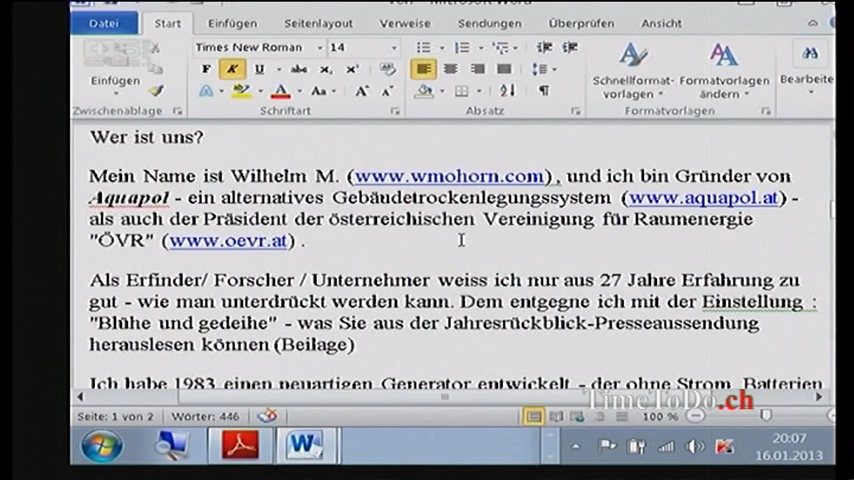 Datei Start Einfügen Seitenlayout Verweise Sendungen Überprüfen Ansicht
Times New Roman 14
Einfügen F K U abc x₂ x² Schnellformat- Formatvorlagen Bearbeite
vorlagen ändern
Zwischenablage Schriftart Absatz Formatvorlagen
Wer ist uns?
Mein Name ist Wilhelm M. (www.wmohorn.com), und ich bin Gründer von
Aquapol - ein alternatives Gebäudetrockenlegungssystem (www.aquapol.at) -
als auch der Präsident der österreichischen Vereinigung für Raumenergie
"ÖVR" (www.oevr.at) .
Als Erfinder/ Forscher / Unternehmer weiss ich nur aus 27 Jahre Erfahrung zu
gut - wie man unterdrückt werden kann. Dem entgegne ich mit der Einstellung :
"Blühe und gedeihe" - was Sie aus der Jahresrückblick-Presseaussendung
herauslesen können (Beilage)
Ich habe 1983 einen neuartigen Generator entwickelt - der ohne Strom, Batterien
TimeToDo.ch
Seite: 1 von 2 Wörter: 446 100 %
20:07
16.01.2013